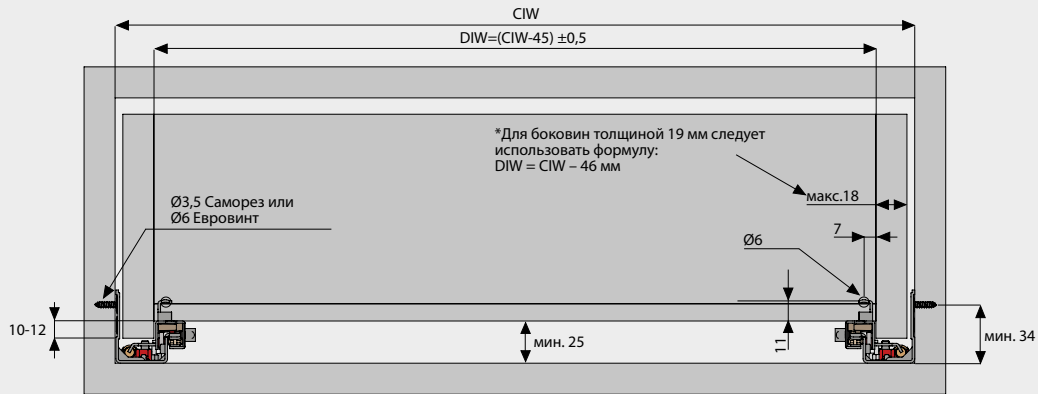 CIW
DIW=(CIW-45) ±0,5
*Для боковин толщиной 19 мм следует
использовать формулу:
DIW = CIW – 46 мм
макс.18
Ø3,5 Саморез или
Ø6 Евровинт
7
Ø6
10-12
мин. 25
11
мин. 34